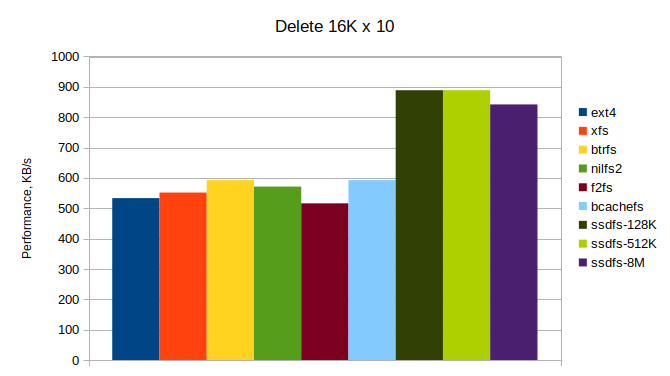 Delete 16K x 10
Performance, KB/s
1000
900
800
700
600
500
400
300
200
100
0
ext4
xfs
btrfs
nilfs2
f2fs
bcachefs
ssdfs-128K
ssdfs-512K
ssdfs-8M